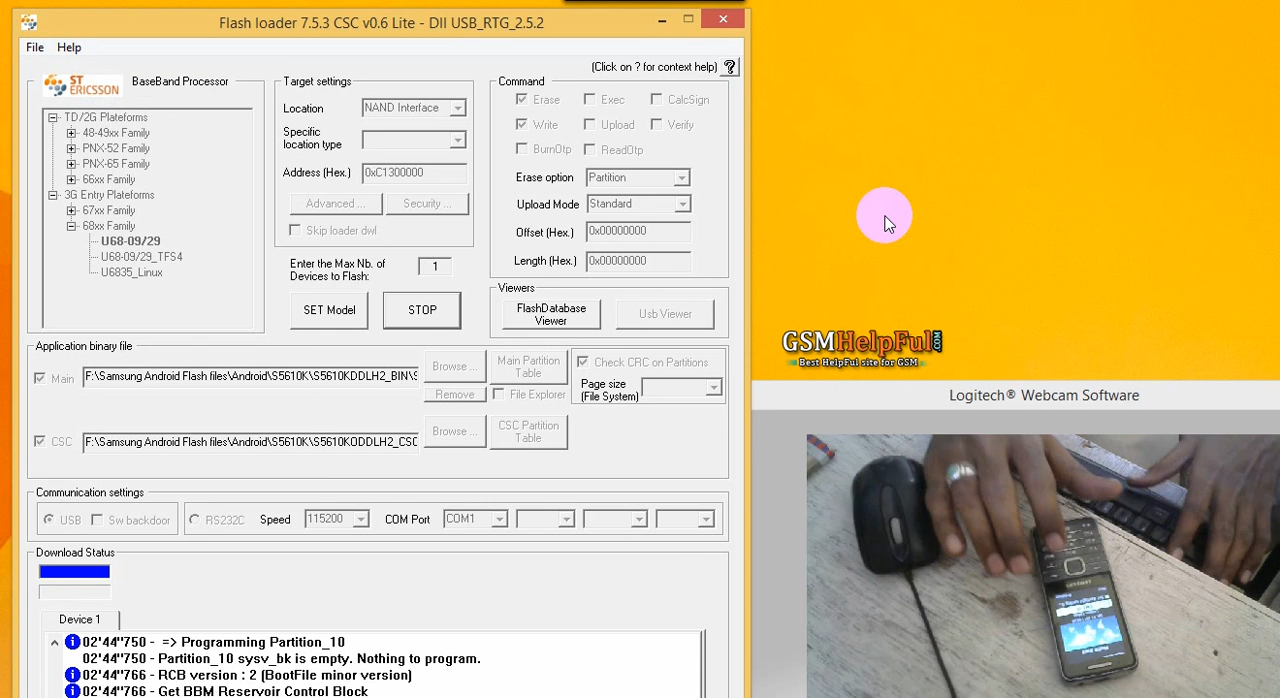 Flash loader 7.5.3 CSC v0.6 Lite - Dll USB_RTG_2.5.2
File Help
(Click on ? for context help) ?
ST ERICSSON
BaseBand Processor
TD/2G Plateforms
48-49xx Family
PNX-52 Family
PNX-65 Family
66xx Family
3G Entry Plateforms
67xx Family
68xx Family
U68-09/29
U68-09/29_TFS4
U6835_Linux
Target settings
Location NAND Interface
Specific location type
Address (Hex.) 0xC1300000
Advanced ... Security ...
Skip loader dwl
Enter the Max Nb. of
Devices to Flash: 1
SET Model STOP
Command
Erase Exec CalcSign
Write Upload Verify
BurnOtp ReadOtp
Erase option Partition
Upload Mode Standard
Offset (Hex.) 0x00000000
Length (Hex.) 0x00000000
Viewers
FlashDatabase Viewer Usb Viewer
Application binary file
Main F:\Samsung Android Flash files\Android\S5610K\S5610KDDLH2_BIN\S
Browse ... Main Partition Table
Remove File Explorer
Check CRC on Partitions
Page size
(File System)
CSC F:\Samsung Android Flash files\Android\S5610K\S5610KODDLH2_CSC
Browse ... CSC Partition Table
Communication settings
USB Sw backdoor RS232C Speed 115200 COM Port COM1
Download Status
Device 1
02'44"750 - => Programming Partition_10
02'44"750 - Partition_10 sysv_bk is empty. Nothing to program.
02'44"766 - RCB version : 2 (BootFile minor version)
02'44"766 - Get BBM Reservoir Control Block
GSMHelpFul.COM
Best HelpFul site for GSM
Logitech® Webcam Software